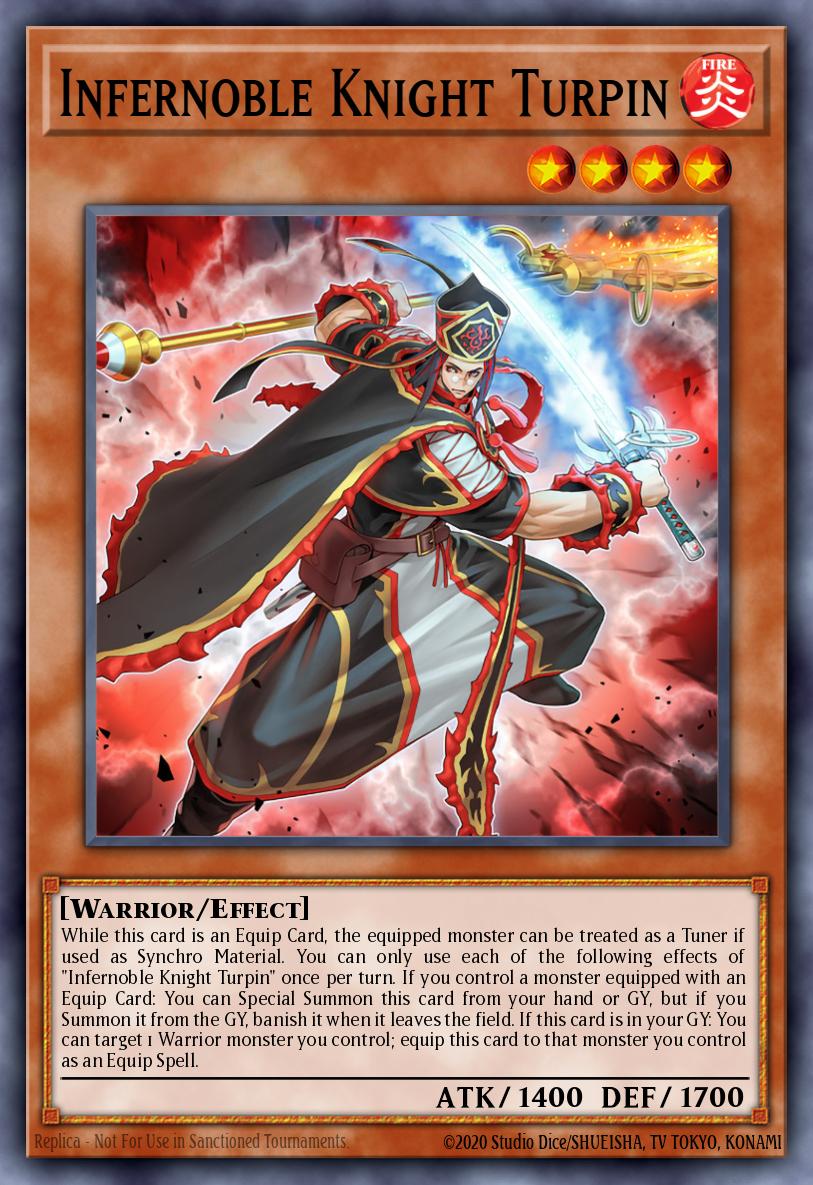 Infernoble Knight Turpin
FIRE
炎
[Warrior/Effect]
While this card is an Equip Card, the equipped monster can be treated as a Tuner if
used as Synchro Material. You can only use each of the following effects of
"Infernoble Knight Turpin" once per turn. If you control a monster equipped with an
Equip Card: You can Special Summon this card from your hand or GY, but if you
Summon it from the GY, banish it when it leaves the field. If this card is in your GY: You
can target 1 Warrior monster you control; equip this card to that monster you control
as an Equip Spell.
ATK/ 1400 DEF/ 1700
Replica - Not For Use in Sanctioned Tournaments.
©2020 Studio Dice/SHUEISHA, TV TOKYO, KONAMI